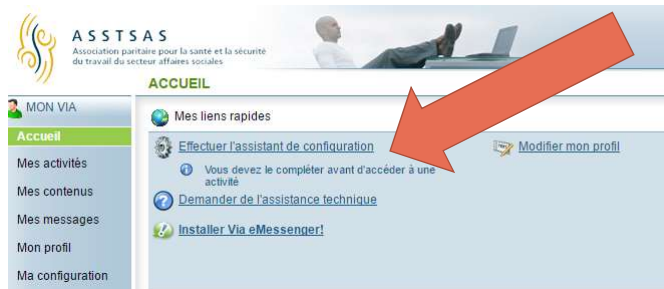 ASSTSAS
Association paritaire pour la santé et la sécurité
du travail du secteur affaires sociales
ACCUEIL
MON VIA
Accueil
Mes activités
Mes contenus
Mes messages
Mon profil
Ma configuration
Mes liens rapides
Effectuer l'assistant de configuration
Vous devez le compléter avant d'accéder à une
activité
Demander de l'assistance technique
Installer Via eMessenger!
Modifier mon profil